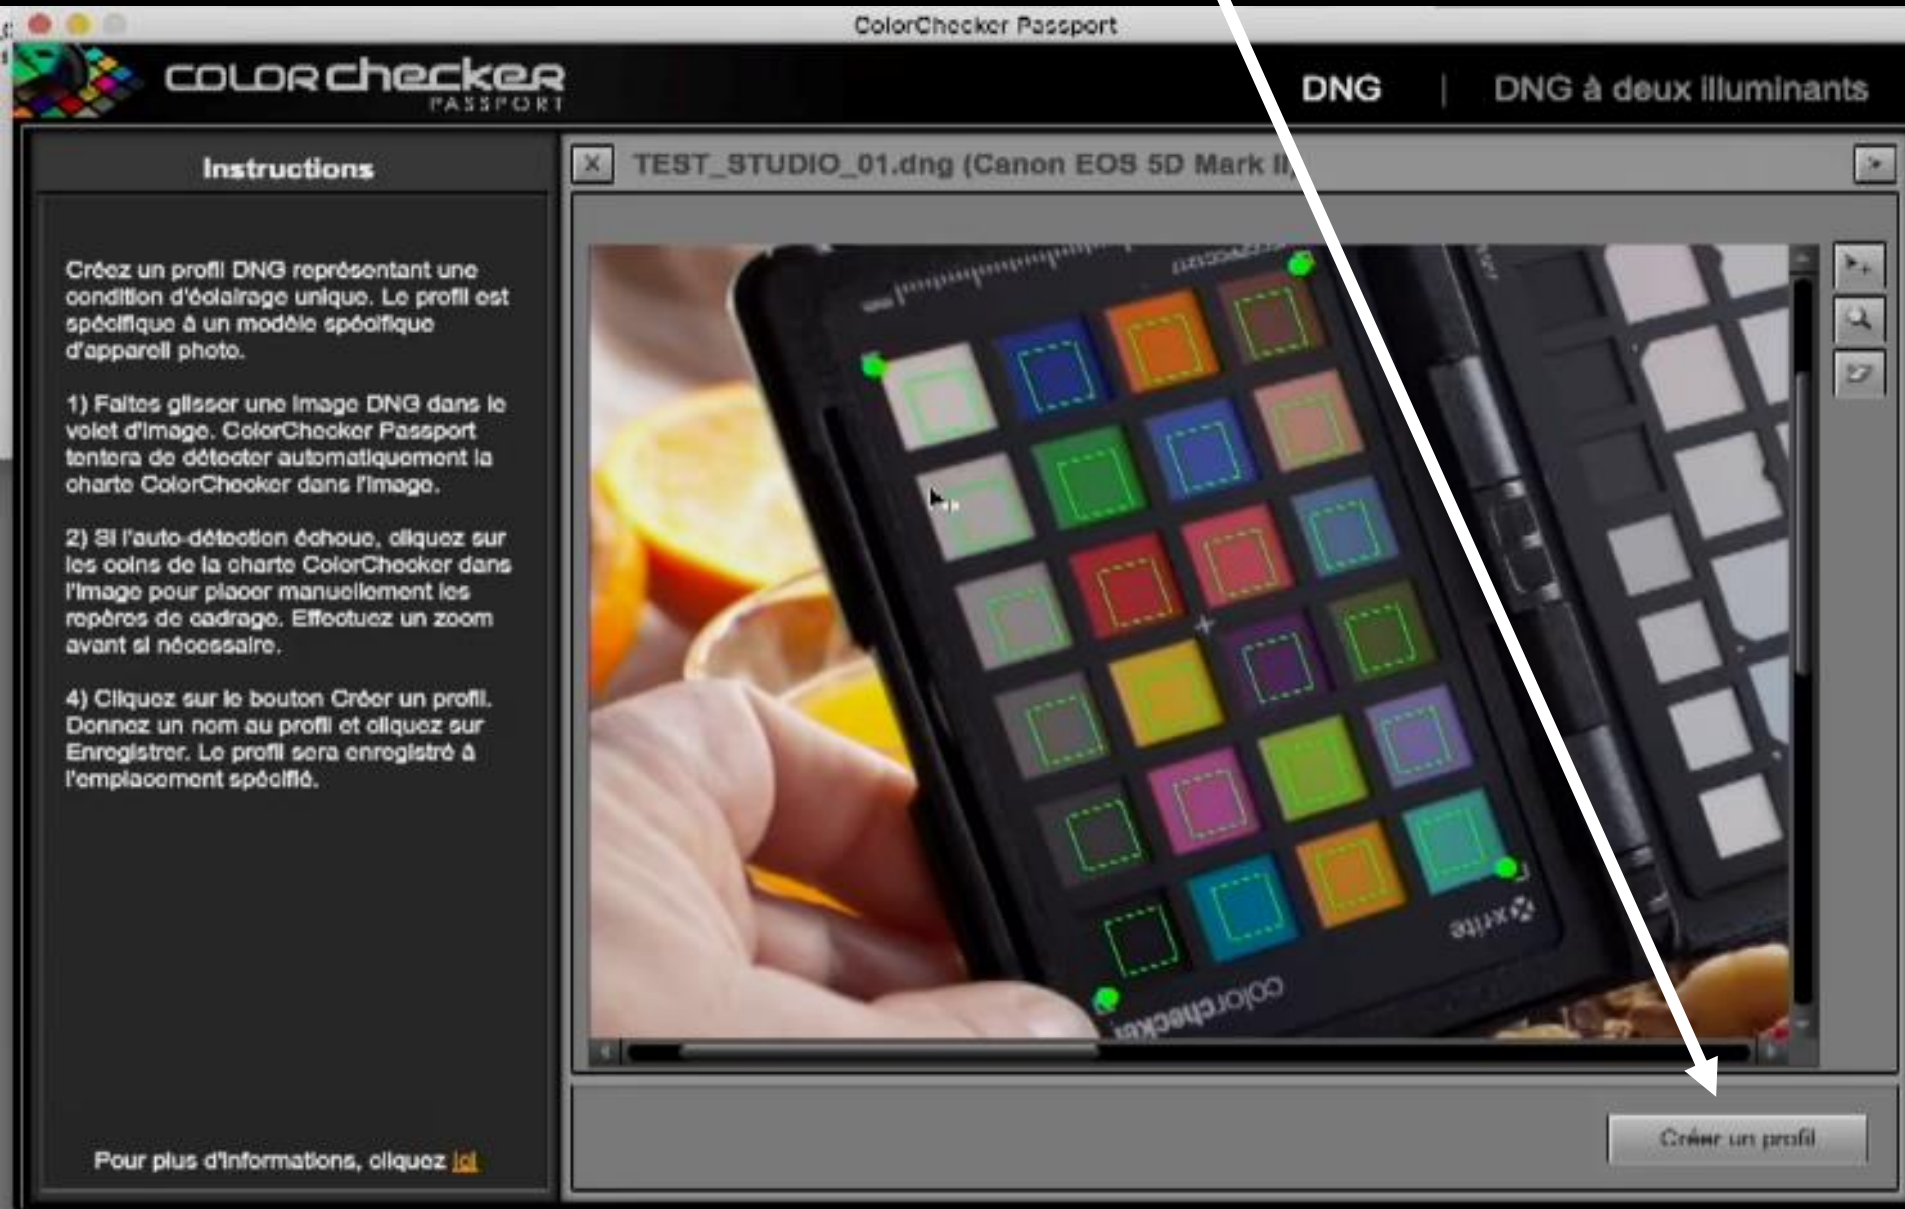 ColorChecker Passport
COLOR checker
PASSPORT
DNG | DNG à deux illuminants
Instructions
TEST_STUDIO_01.dng (Canon EOS 5D Mark II)
Créez un profil DNG représentant une
condition d'éclairage unique. Le profil est
spécifique à un modèle spécifique
d'appareil photo.
1) Faites glisser une image DNG dans le
volet d'image. ColorChecker Passport
tentera de détecter automatiquement la
charte ColorChecker dans l'image.
2) Si l'auto-détection échoue, cliquez sur
les coins de la charte ColorChecker dans
l'image pour placer manuellement les
repères de cadrage. Effectuez un zoom
avant si nécessaire.
4) Cliquez sur le bouton Créer un profil.
Donnez un nom au profil et cliquez sur
Enregistrer. Le profil sera enregistré à
l'emplacement spécifié.
Pour plus d'informations, cliquez ici
x-rite
colorchecker
Créer un profil